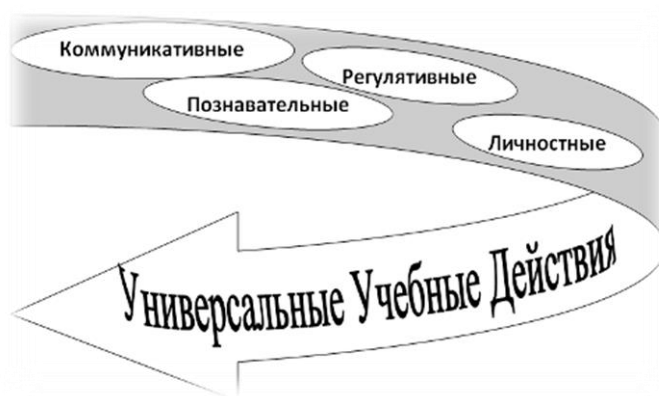 Коммуникативные
Регулятивные
Познавательные
Личностные
Универсальные Учебные Действия